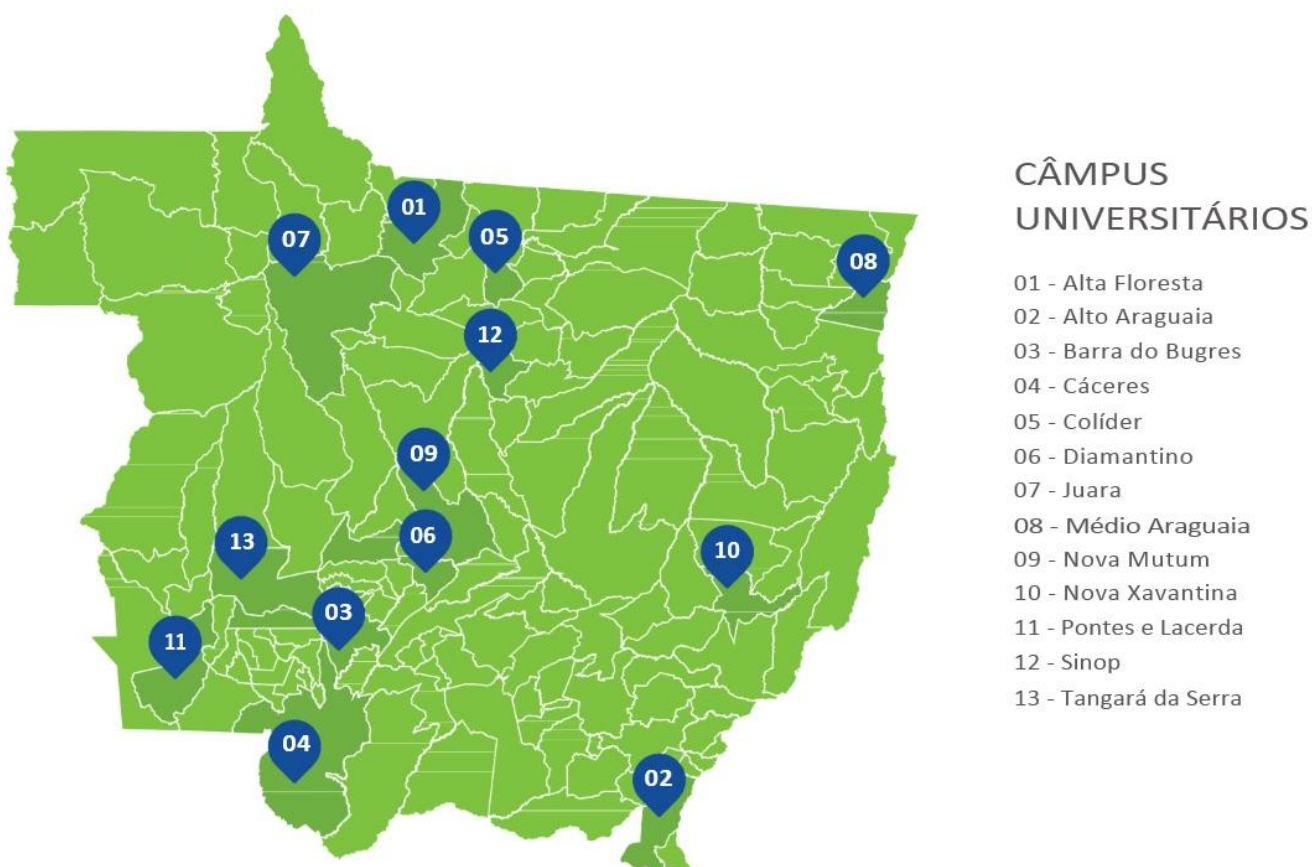 01
05
07
08
12
09
06
13
10
03
11
04
02
CÂMPUS
UNIVERSITÁRIOS
01 - Alta Floresta
02 - Alto Araguaia
03 - Barra do Bugres
04 - Cáceres
05 - Colíder
06 - Diamantino
07 - Juara
08 - Médio Araguaia
09 - Nova Mutum
10 - Nova Xavantina
11 - Pontes e Lacerda
12 - Sinop
13 - Tangará da Serra